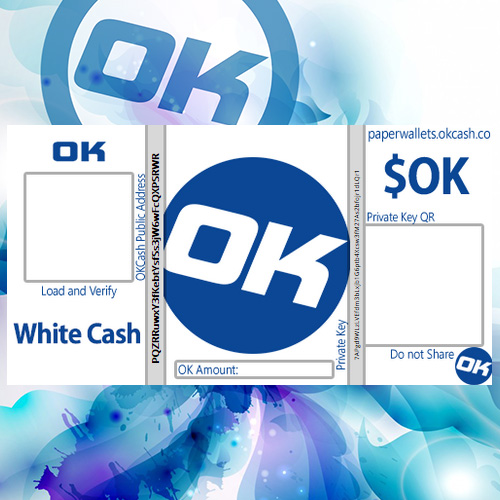 OK
OK
Load and Verify
White Cash
OKCash Public Address
OK
OK Amount:
Private Key
paperwallets.okcash.co
$OK
Private Key QR
Do not Share
OK